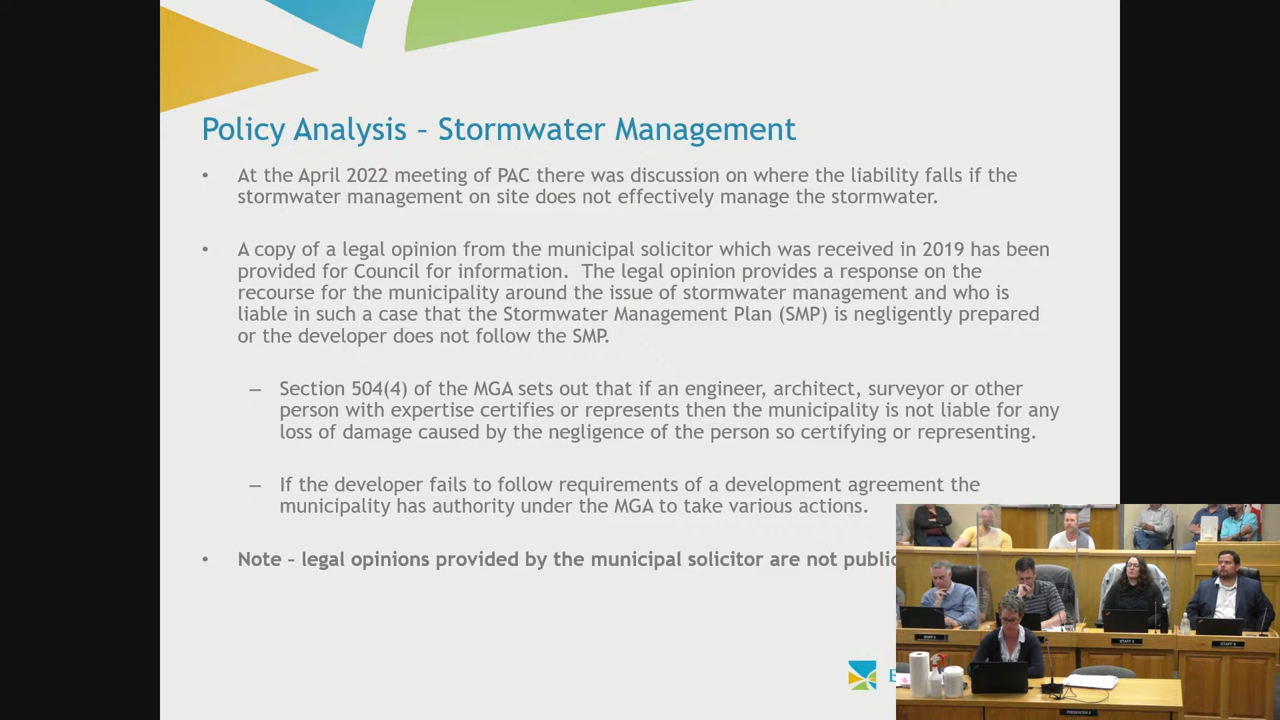 Policy Analysis – Stormwater Management
• At the April 2022 meeting of PAC there was discussion on where the liability falls if the
stormwater management on site does not effectively manage the stormwater.
• A copy of a legal opinion from the municipal solicitor which was received in 2019 has been
provided for Council for information. The legal opinion provides a response on the
recourse for the municipality around the issue of stormwater management and who is
liable in such a case that the Stormwater Management Plan (SMP) is negligently prepared
or the developer does not follow the SMP.
– Section 504(4) of the MGA sets out that if an engineer, architect, surveyor or other
person with expertise certifies or represents then the municipality is not liable for any
loss of damage caused by the negligence of the person so certifying or representing.
– If the developer fails to follow requirements of a development agreement the
municipality has authority under the MGA to take various actions.
• Note – legal opinions provided by the municipal solicitor are not public